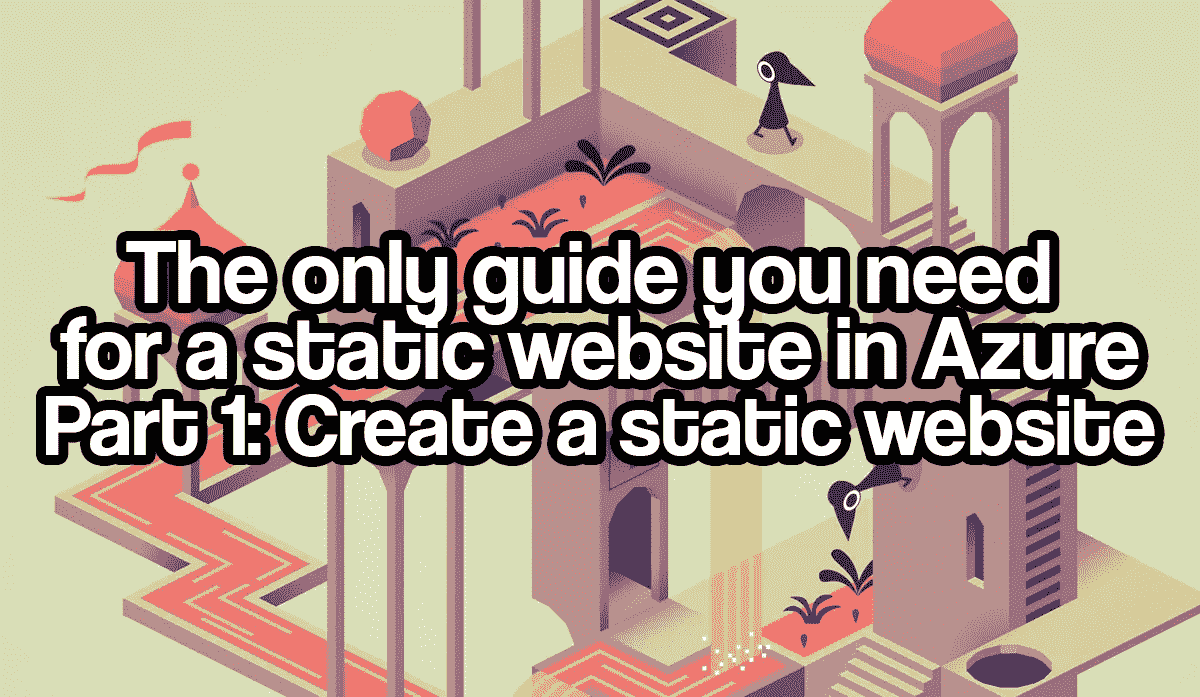 The only guide you need
for a static website in Azure
Part 1: Create a static website